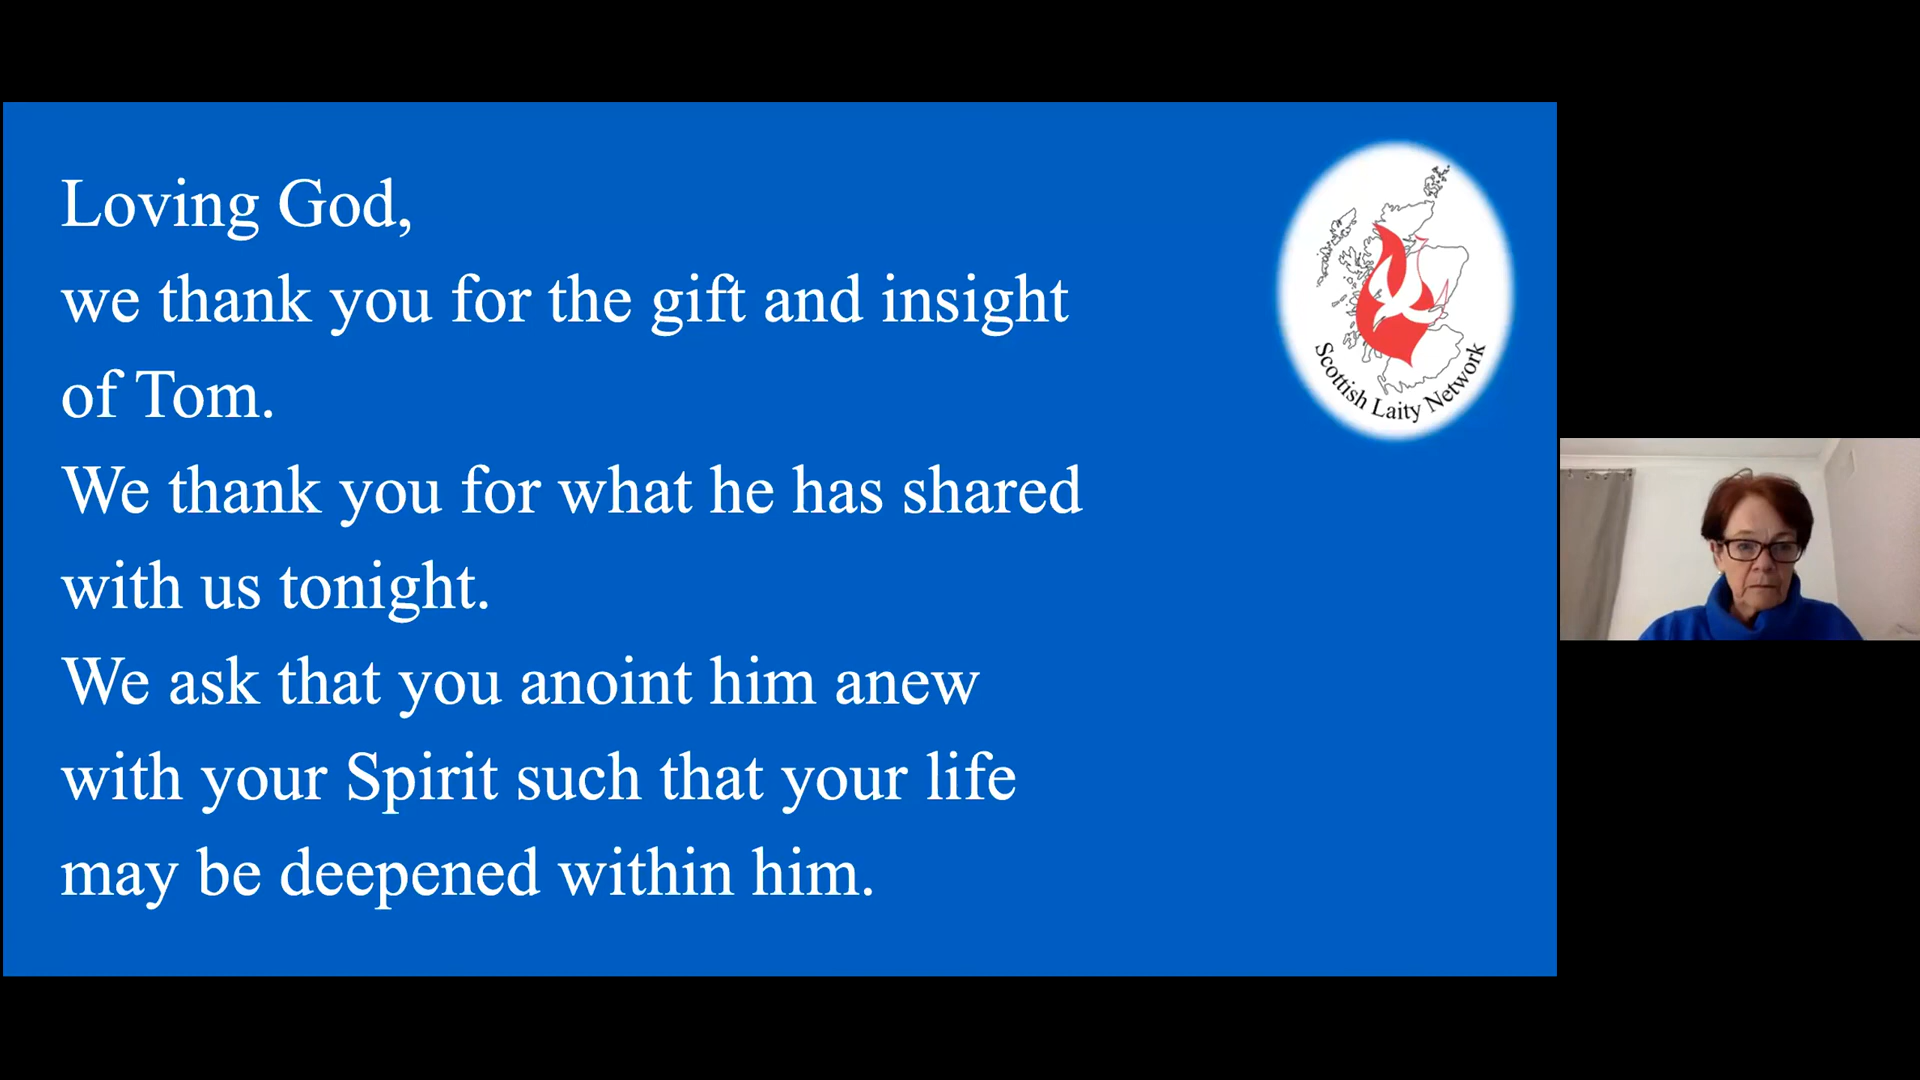 Loving God,
we thank you for the gift and insight
of Tom.
We thank you for what he has shared
with us tonight.
We ask that you anoint him anew
with your Spirit such that your life
may be deepened within him.
Scottish Laity Network